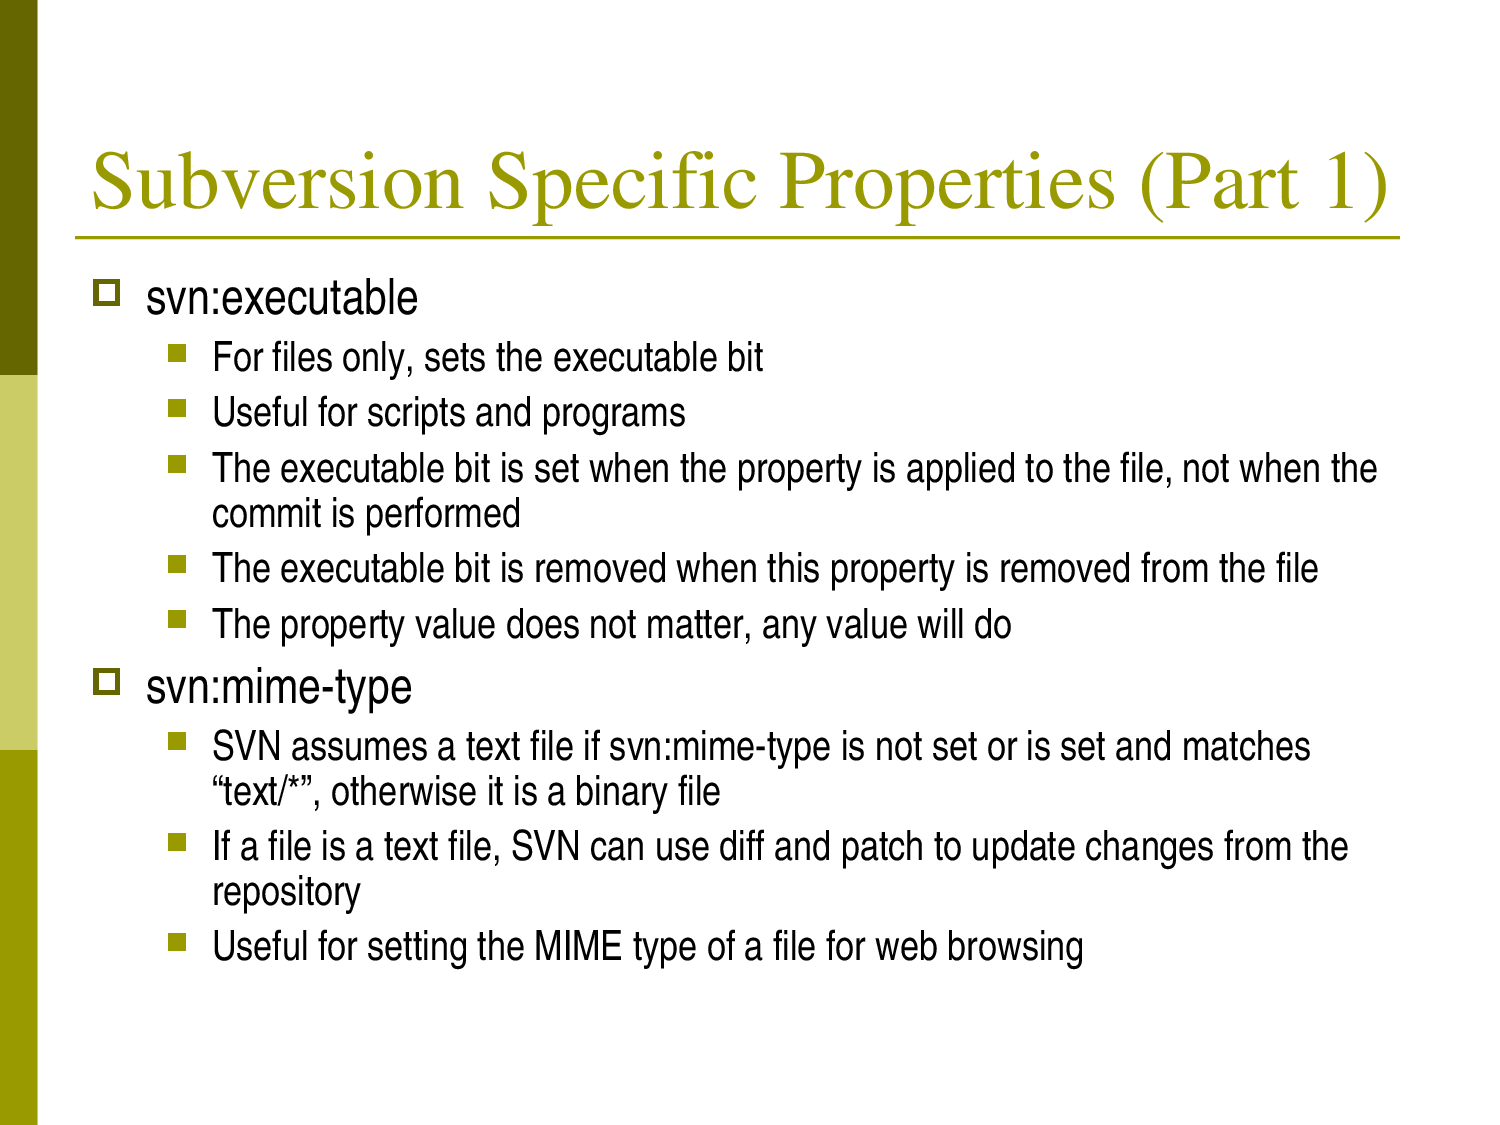 Subversion Specific Properties (Part 1)
svn:executable
For files only, sets the executable bit
Useful for scripts and programs
The executable bit is set when the property is applied to the file, not when the
commit is performed
The executable bit is removed when this property is removed from the file
The property value does not matter, any value will do
svn:mime-type
SVN assumes a text file if svn:mime-type is not set or is set and matches
“text/*”, otherwise it is a binary file
If a file is a text file, SVN can use diff and patch to update changes from the
repository
Useful for setting the MIME type of a file for web browsing